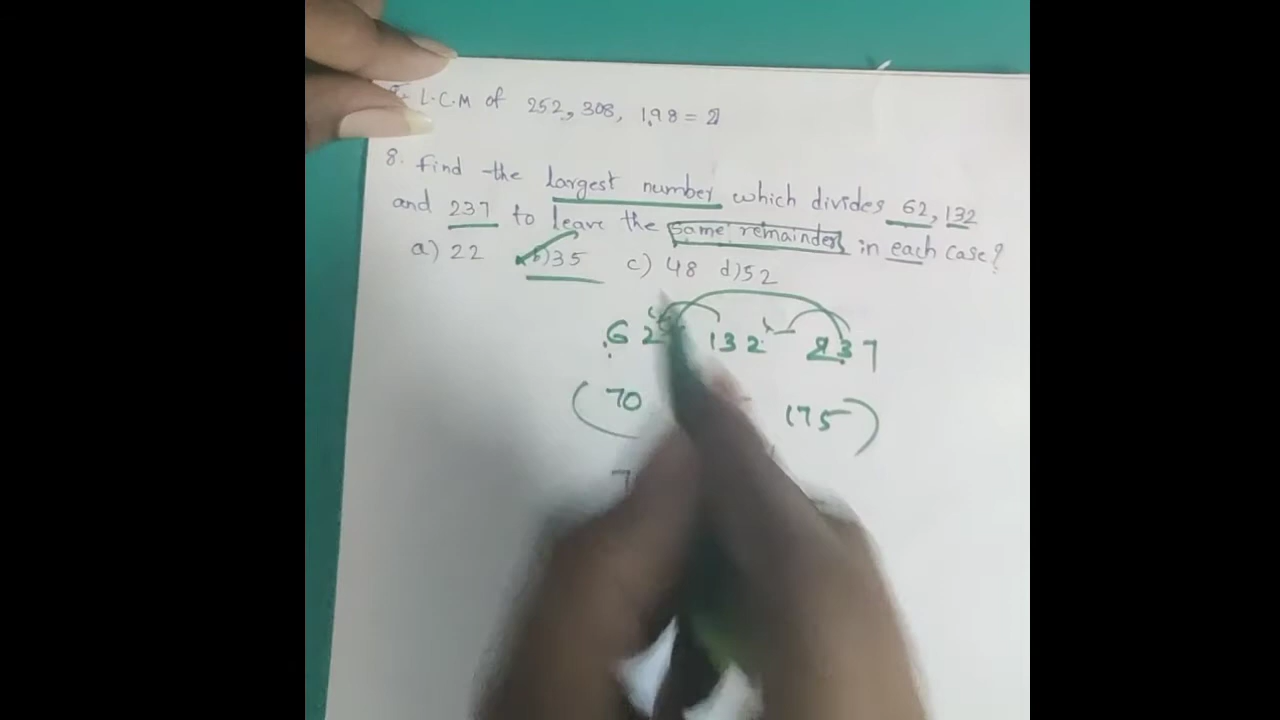 L.C.M of 252, 308, 198 = 2
8. Find the largest number which divides 62, 132
and 237 to leave the same remainder in each case?
a) 22 b) 35 c) 48 d) 52
62 132 237
70 175